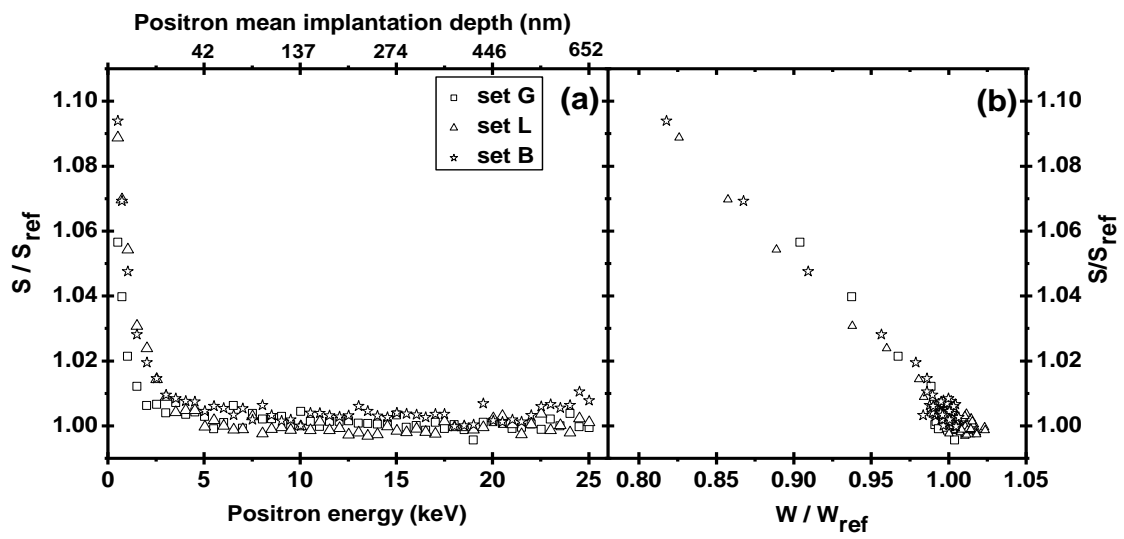 Positron mean implantation depth (nm)
42 137 274 446 652
1.10
1.08
1.06
1.04
1.02
1.00
S / S_ref
set G
set L
set B
(a)
0 5 10 15 20 25
Positron energy (keV)
(b)
1.10
1.08
1.06
1.04
1.02
1.00
S/S_ref
0.80 0.85 0.90 0.95 1.00 1.05
W / W_ref